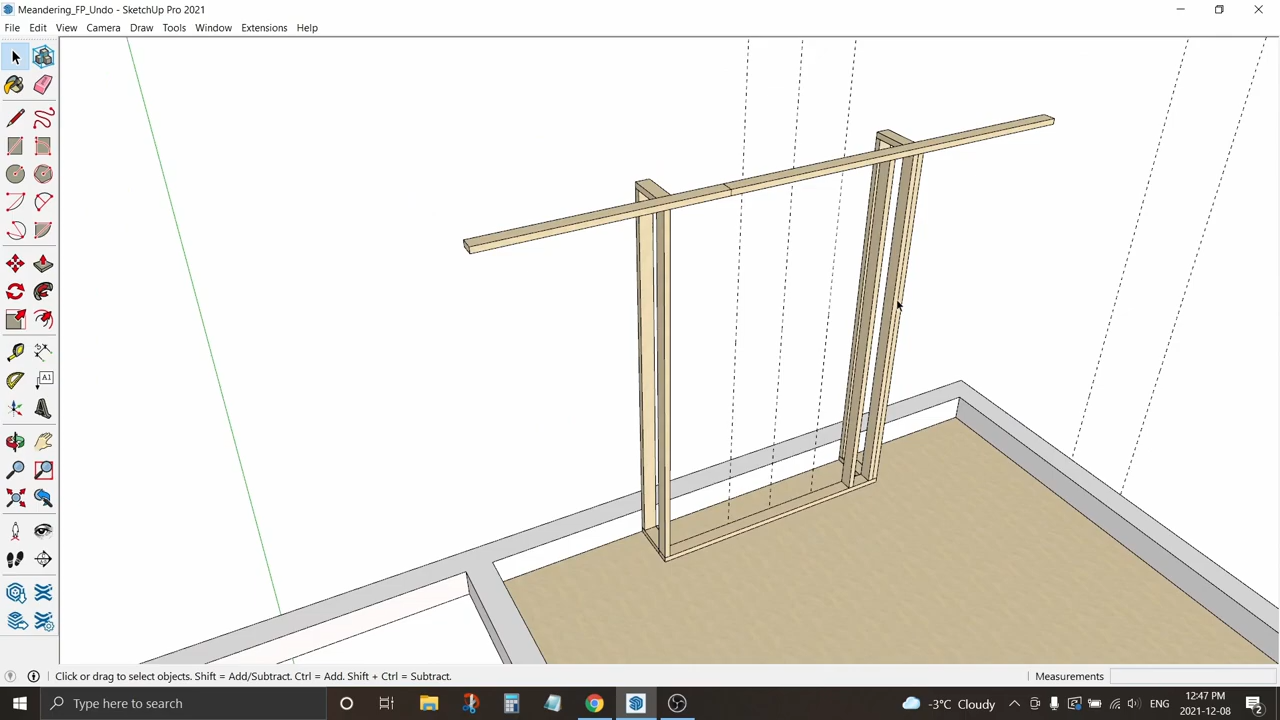 Meandering_FP_Undo - SketchUp Pro 2021
File Edit View Camera Draw Tools Window Extensions Help
A1
Click or drag to select objects. Shift = Add/Subtract. Ctrl = Add. Shift + Ctrl = Subtract.
Measurements
Type here to search
-3°C Cloudy
ENG
12:47 PM
2021-12-08
2